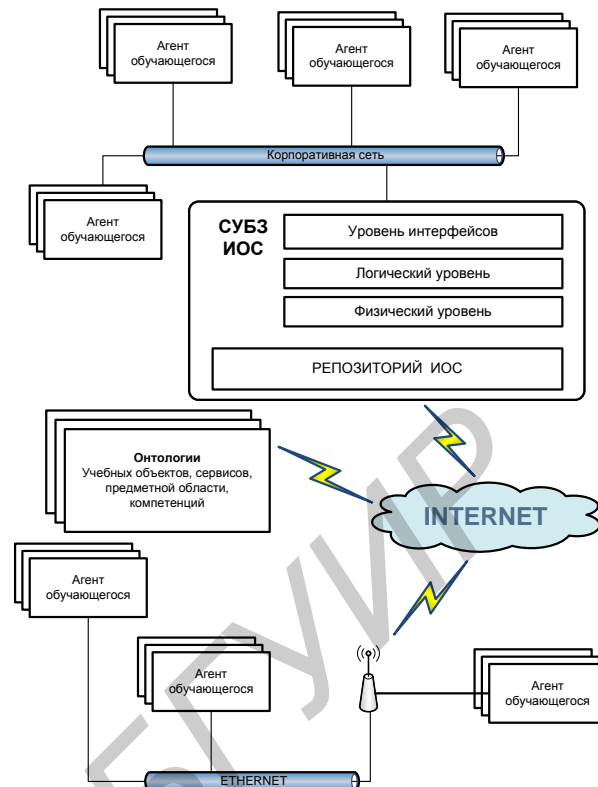 Агент
обучающегося
Агент
обучающегося
Агент
обучающегося
Корпоративная сеть
Агент
обучающегося
СУБЗ
ИОС
Уровень интерфейсов
Логический уровень
Физический уровень
РЕПОЗИТОРИЙ ИОС
Онтологии
Учебных объектов, сервисов,
предметной области,
компетенций
INTERNET
Агент
обучающегося
Агент
обучающегося
Агент
обучающегося
ETHERNET
БГУИР